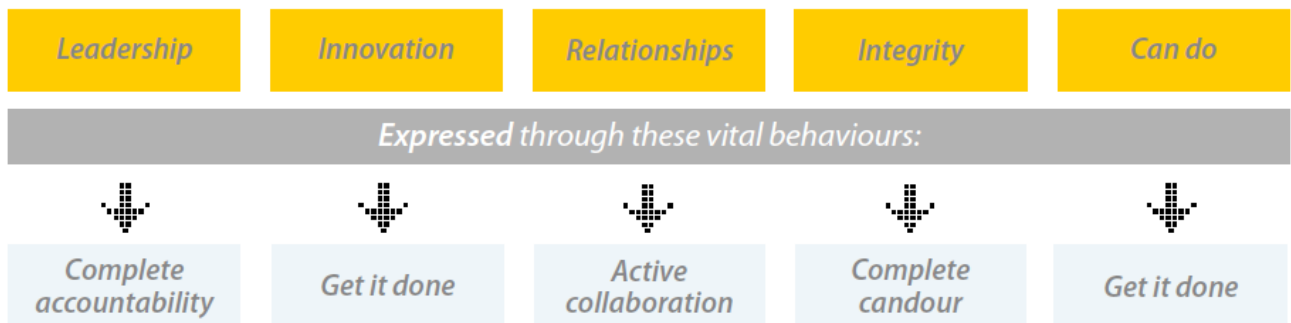 Leadership
Innovation
Relationships
Integrity
Can do
Expressed through these vital behaviours:
Complete
accountability
Get it done
Active
collaboration
Complete
candour
Get it done